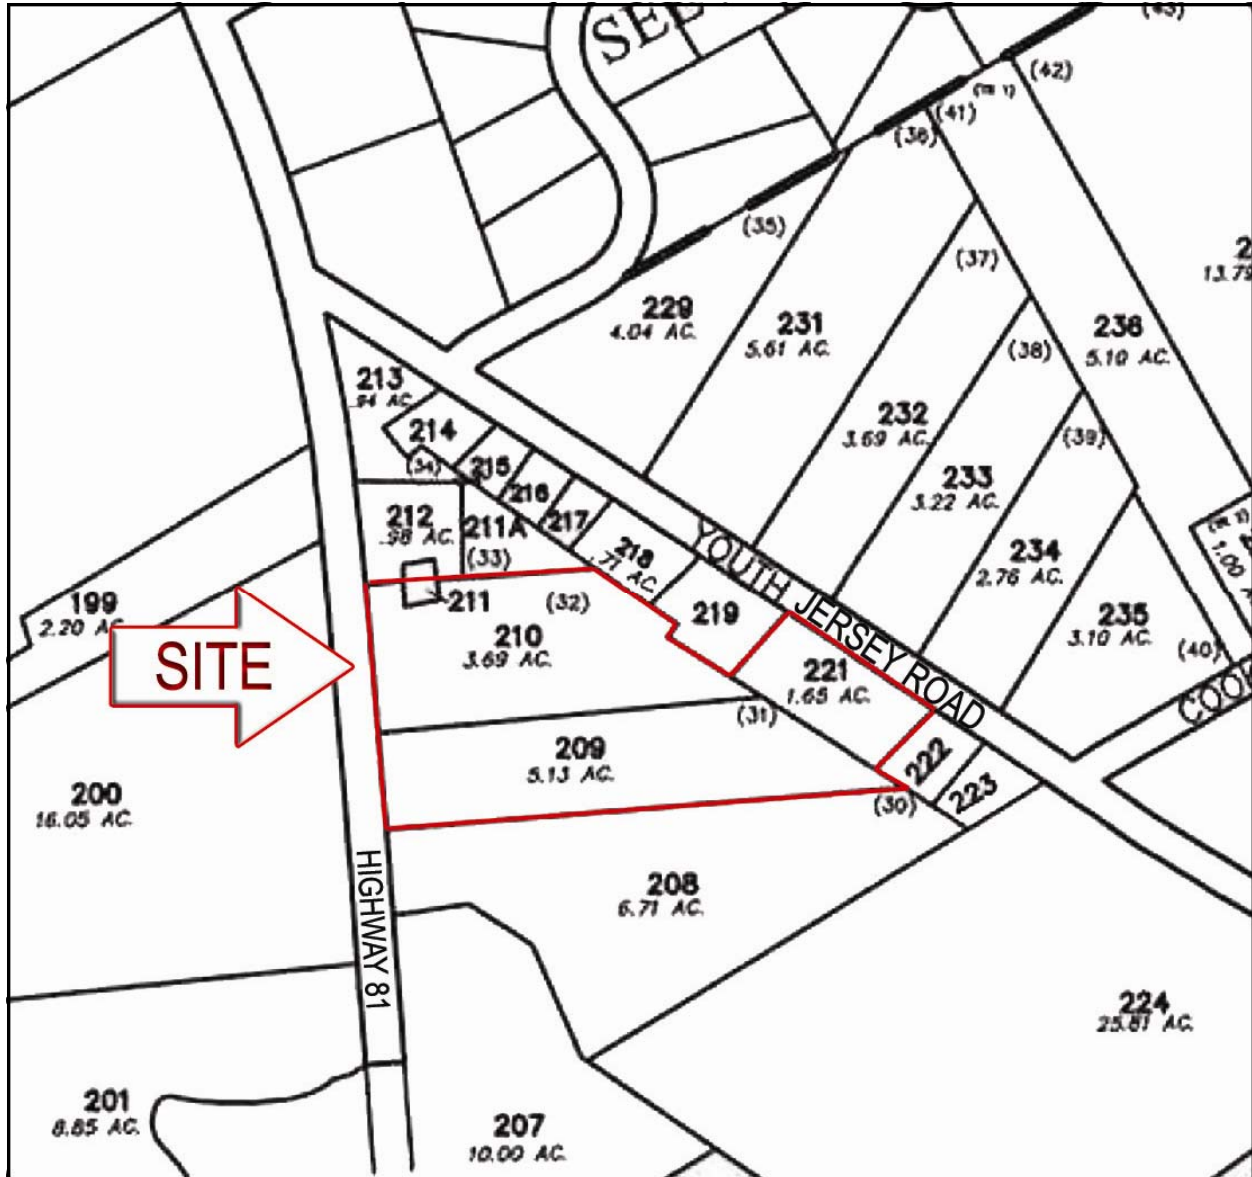 SEE
(43)
(42)
(41)
(36)
(35)
(37)
13.79
229
4.04 AC.
231
5.61 AC.
(38)
238
5.10 AC.
213
.94 AC.
214
(34)
215
216
217
232
3.69 AC.
(39)
233
3.22 AC.
212
.98 AC.
211A
(33)
218
.71 AC.
YOUTH JERSEY ROAD
234
2.76 AC.
1.00
199
2.20 AC.
211
(32)
219
235
3.10 AC.
(40)
SITE
210
3.69 AC.
221
1.65 AC.
COOK
(31)
209
5.13 AC.
222
223
(30)
200
16.05 AC.
HIGHWAY 81
208
6.71 AC.
224
25.81 AC.
201
8.85 AC.
207
10.00 AC.